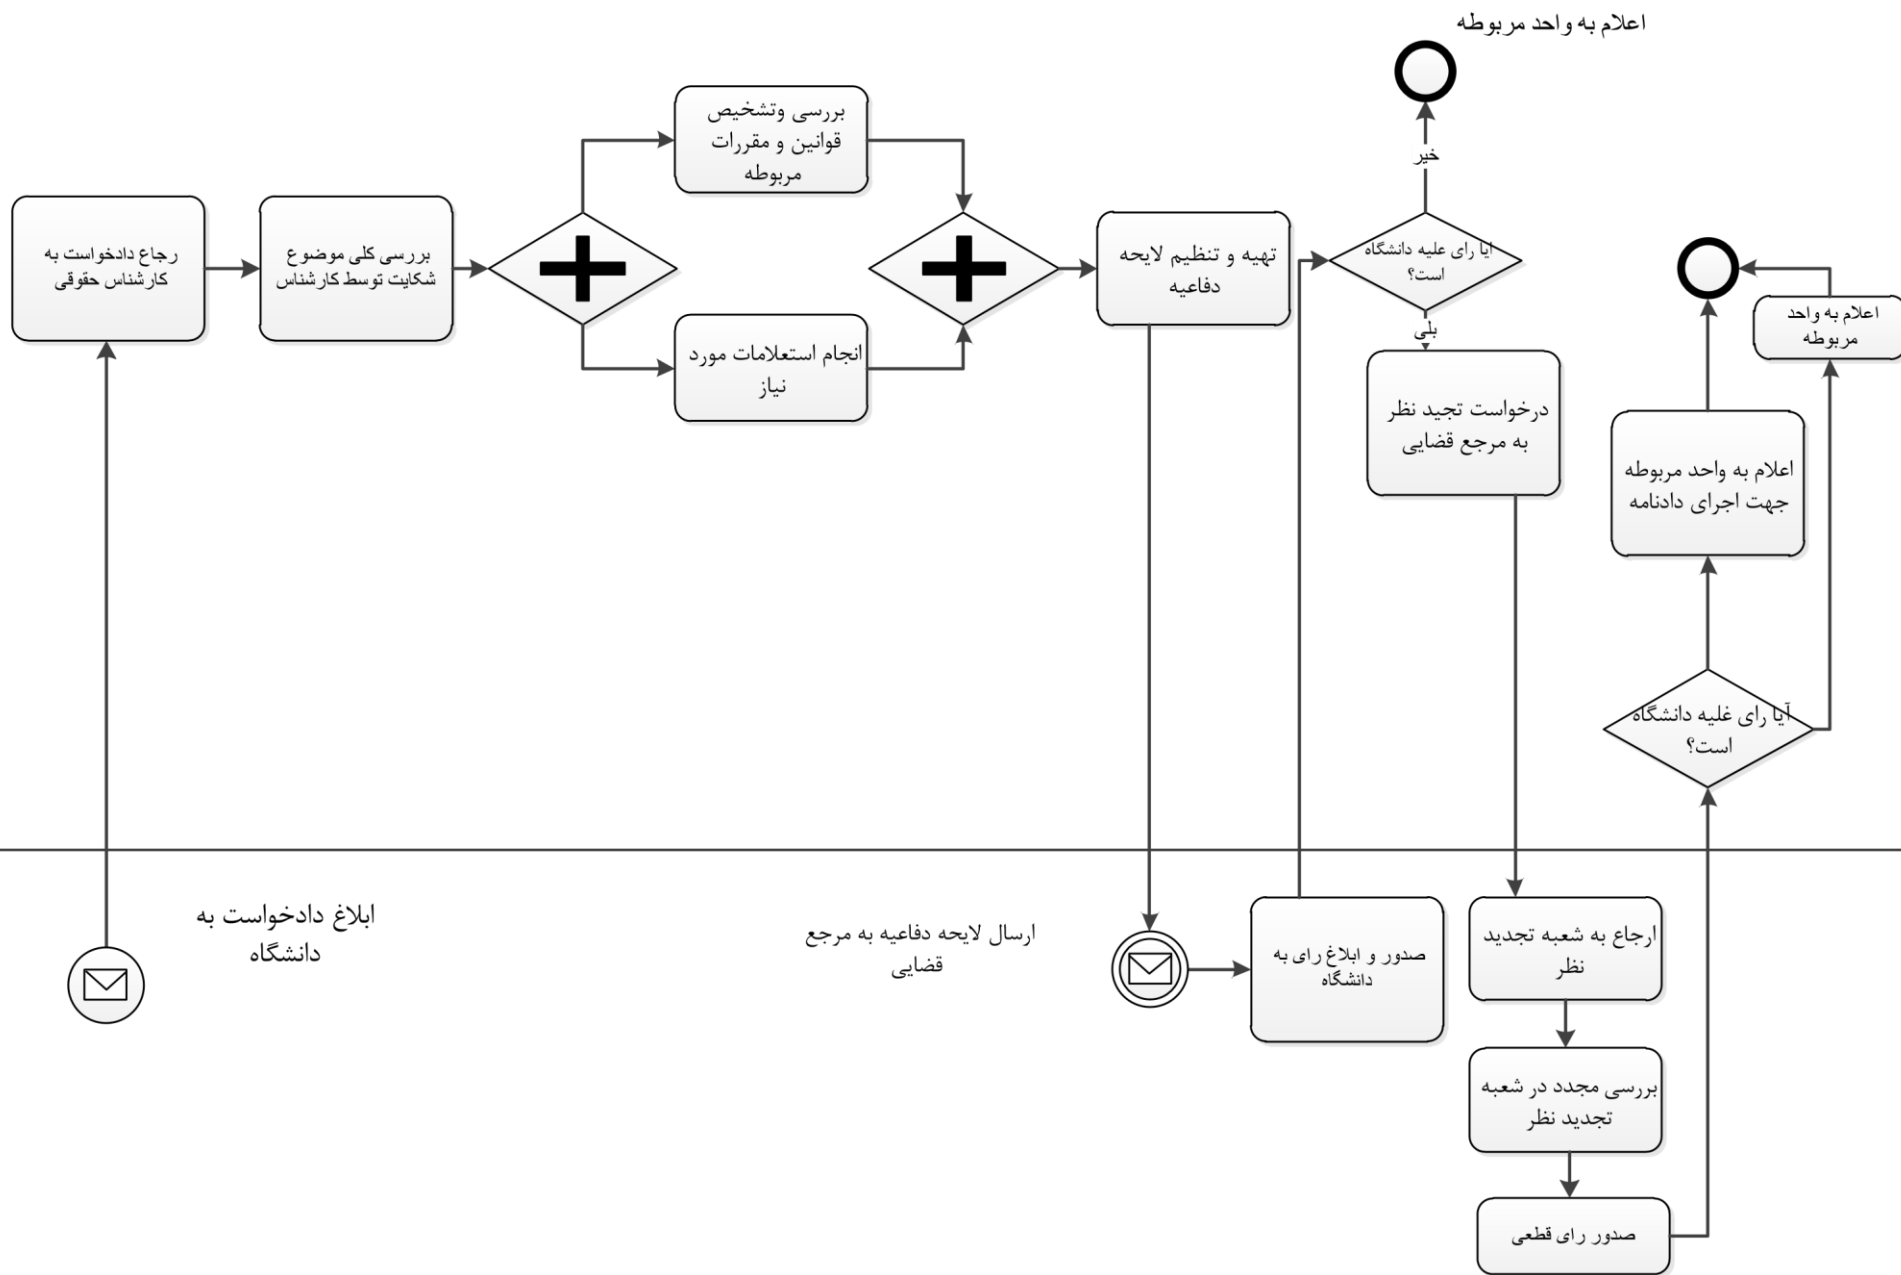 اعلام به واحد مربوطه
بررسی وتشخیص
قوانین و مقررات
مربوطه
خیر
رجاع دادخواست به
کارشناس حقوقی
بررسی کلی موضوع
شکایت توسط کارشناس
تهیه و تنظیم لایحه
دفاعیه
آیا رای علیه دانشگاه
است؟
بلی
انجام استعلامات مورد
نیاز
اعلام به واحد
مربوطه
درخواست تجید نظر
به مرجع قضایی
اعلام به واحد مربوطه
جهت اجرای دادنامه
آیا رای غلیه دانشگاه
است؟
ابلاغ دادخواست به
دانشگاه
ارسال لایحه دفاعیه به مرجع
قضایی
صدور و ابلاغ رای به
دانشگاه
ارجاع به شعبه تجدید
نظر
بررسی مجدد در شعبه
تجدید نظر
صدور رای قطعی